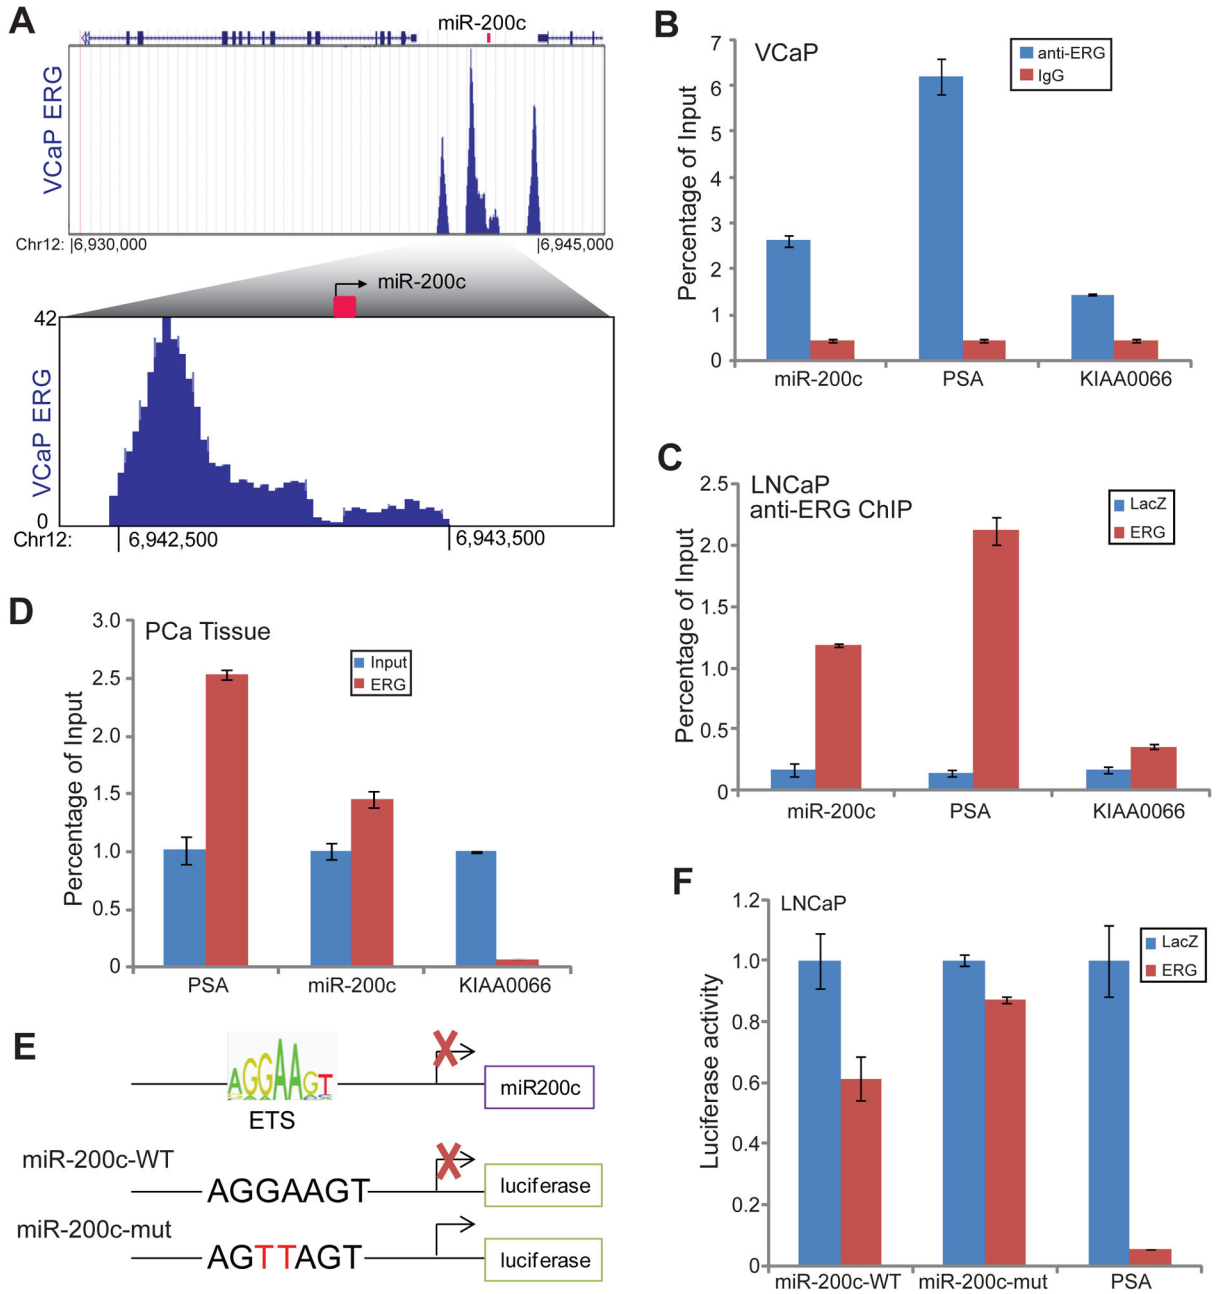 A
miR-200c
VCaP ERG
Chr12: |6,930,000 |6,945,000
miR-200c
42
VCaP ERG
0
Chr12: 6,942,500 6,943,500
B
VCaP
anti-ERG
IgG
Percentage of Input
7
6
5
4
3
2
1
0
miR-200c PSA KIAA0066
C
LNCaP
anti-ERG ChIP
LacZ
ERG
Percentage of Input
2.5
2.0
1.5
1.0
0.5
0
miR-200c PSA KIAA0066
D
PCa Tissue
Input
ERG
Percentage of Input
3.0
2.5
2.0
1.5
1.0
0.5
0
PSA miR-200c KIAA0066
E
AGGAAGT
ETS
miR200c
miR-200c-WT
AGGAAGT
luciferase
miR-200c-mut
AGTTAGT
luciferase
F
LNCaP
LacZ
ERG
Luciferase activity
1.2
1.0
0.8
0.6
0.4
0.2
0
miR-200c-WT miR-200c-mut PSA